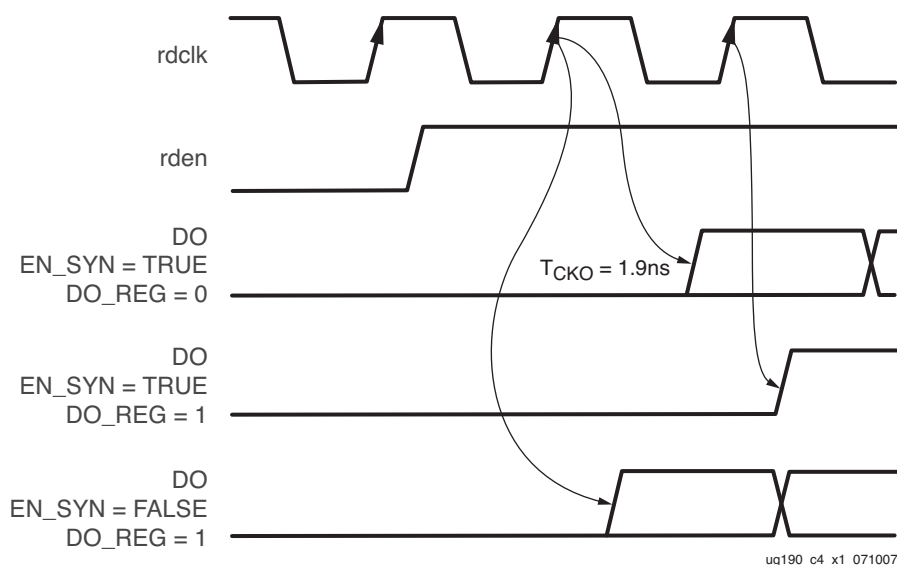 rdclk
rden
DO
EN_SYN = TRUE
DO_REG = 0
TCKO = 1.9ns
DO
EN_SYN = TRUE
DO_REG = 1
DO
EN_SYN = FALSE
DO_REG = 1
ug190_c4_x1_071007